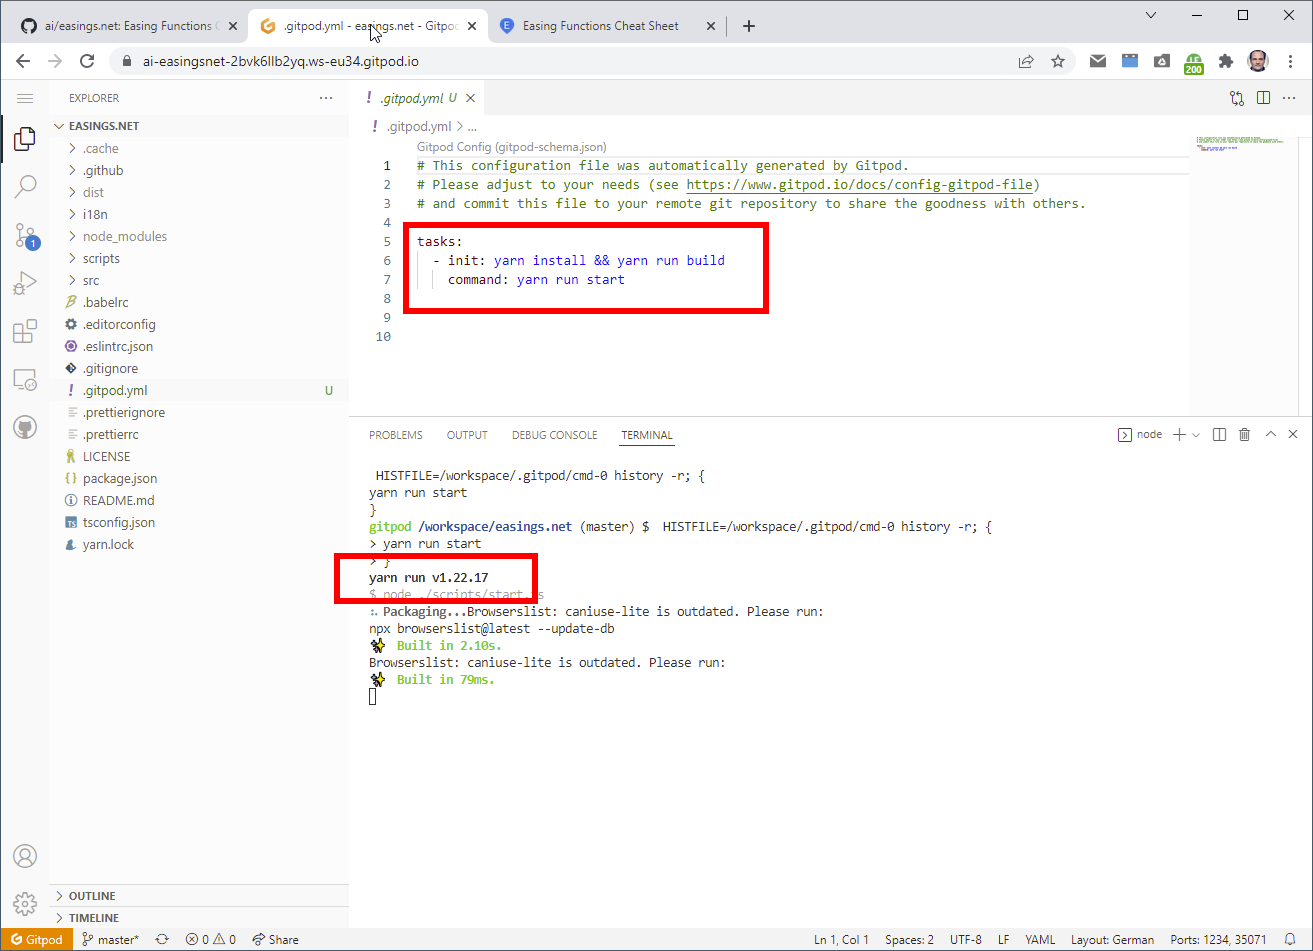 ai/easings.net: Easing Functions C
.gitpod.yml - easings.net - Gitpod
Easing Functions Cheat Sheet
ai-easingsnet-2bvk6llb2yq.ws-eu34.gitpod.io
200
EXPLORER
EASINGS.NET
.cache
.github
dist
i18n
node_modules
scripts
src
.babelrc
.editorconfig
.eslintrc.json
.gitignore
.gitpod.yml U
.prettierignore
.prettierrc
LICENSE
package.json
README.md
tsconfig.json
yarn.lock
OUTLINE
TIMELINE
1
! .gitpod.yml U
! .gitpod.yml > ...
Gitpod Config (gitpod-schema.json)
1 # This configuration file was automatically generated by Gitpod.
2 # Please adjust to your needs (see https://www.gitpod.io/docs/config-gitpod-file)
3 # and commit this file to your remote git repository to share the goodness with others.
4
5 tasks:
6 - init: yarn install && yarn run build
7 command: yarn run start
8
9
10
PROBLEMS OUTPUT DEBUG CONSOLE TERMINAL
node
HISTFILE=/workspace/.gitpod/cmd-0 history -r; {
yarn run start
}
gitpod /workspace/easings.net (master) $  HISTFILE=/workspace/.gitpod/cmd-0 history -r; {
> yarn run start
> }
yarn run v1.22.17
$ node ./scripts/start.js
Packaging...Browserslist: caniuse-lite is outdated. Please run:
npx browserslist@latest --update-db
✨ Built in 2.10s.
Browserslist: caniuse-lite is outdated. Please run:
✨ Built in 79ms.
Gitpod master* 0 0 Share Ln 1, Col 1 Spaces: 2 UTF-8 LF YAML Layout: German Ports: 1234, 35071